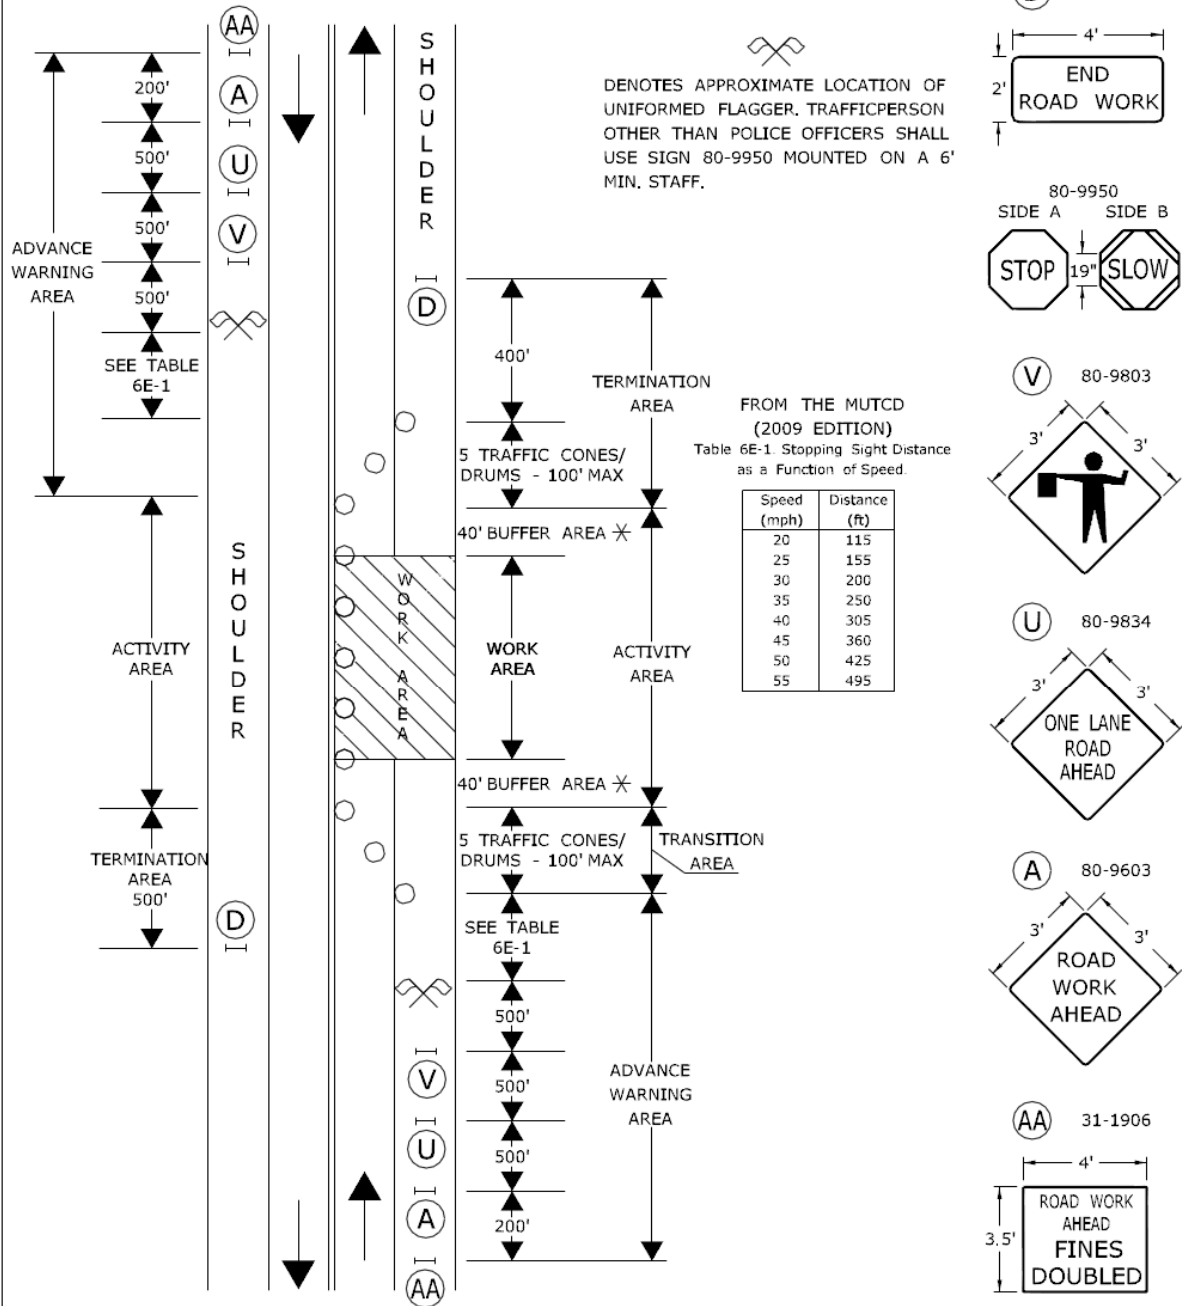 AA
200'
A
500'
U
500'
V
500'
ADVANCE
WARNING
AREA
SEE TABLE
6E-1
SHOULDER
ACTIVITY
AREA
TERMINATION
AREA
500'
D
SHOULDER
D
400'
TERMINATION
AREA
5 TRAFFIC CONES/
DRUMS - 100' MAX
40' BUFFER AREA *
WORK AREA
WORK
AREA
ACTIVITY
AREA
40' BUFFER AREA *
5 TRAFFIC CONES/
DRUMS - 100' MAX
TRANSITION
AREA
SEE TABLE
6E-1
500'
V
500'
U
500'
A
200'
AA
ADVANCE
WARNING
AREA
DENOTES APPROXIMATE LOCATION OF
UNIFORMED FLAGGER. TRAFFICPERSON
OTHER THAN POLICE OFFICERS SHALL
USE SIGN 80-9950 MOUNTED ON A 6'
MIN. STAFF.
FROM THE MUTCD
(2009 EDITION)
Table 6E-1. Stopping Sight Distance
as a Function of Speed.
Speed Distance
(mph) (ft)
20 115
25 155
30 200
35 250
40 305
45 360
50 425
55 495
4'
2'
END
ROAD WORK
80-9950
SIDE A SIDE B
STOP 19" SLOW
V 80-9803
3' 3'
U 80-9834
3' 3'
ONE LANE
ROAD
AHEAD
A 80-9603
3' 3'
ROAD
WORK
AHEAD
AA 31-1906
4'
3.5'
ROAD WORK
AHEAD
FINES
DOUBLED